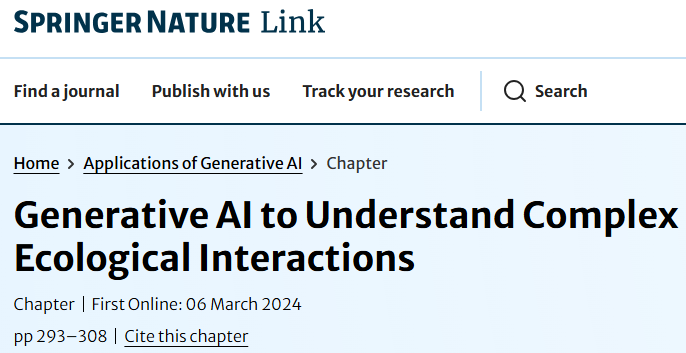 SPRINGER NATURE Link
Find a journal Publish with us Track your research Search
Home > Applications of Generative AI > Chapter
Generative AI to Understand Complex
Ecological Interactions
Chapter | First Online: 06 March 2024
pp 293–308 | Cite this chapter